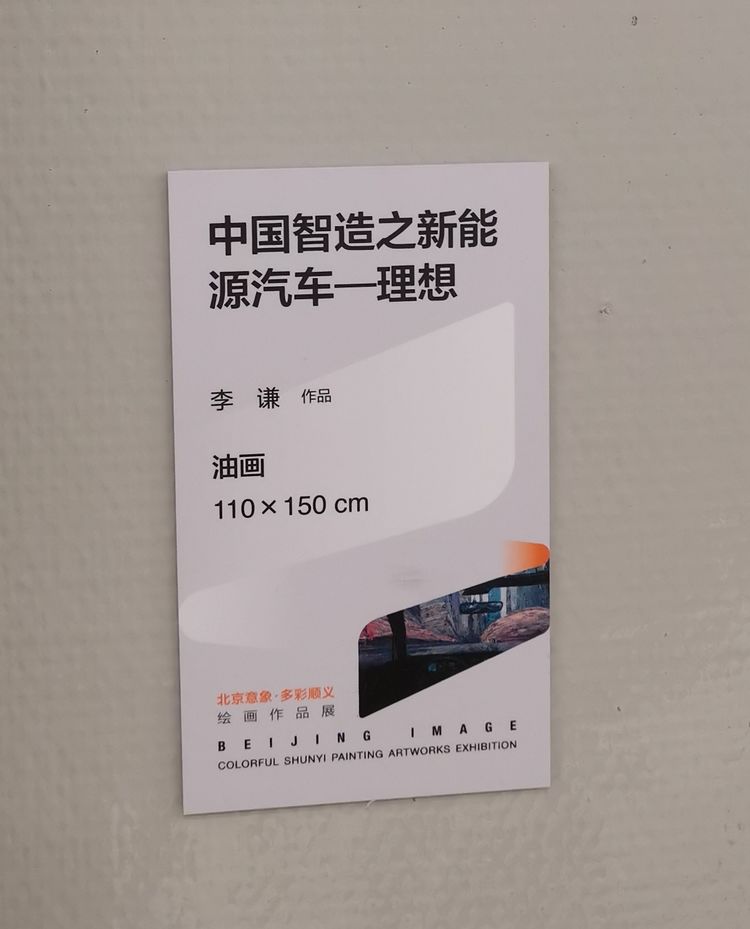 中国智造之新能
源汽车—理想
李 谦 作品
油画
110×150 cm
北京意象·多彩顺义
绘画作品展
BEIJING IMAGE
COLORFUL SHUNYI PAINTING ARTWORKS EXHIBITION